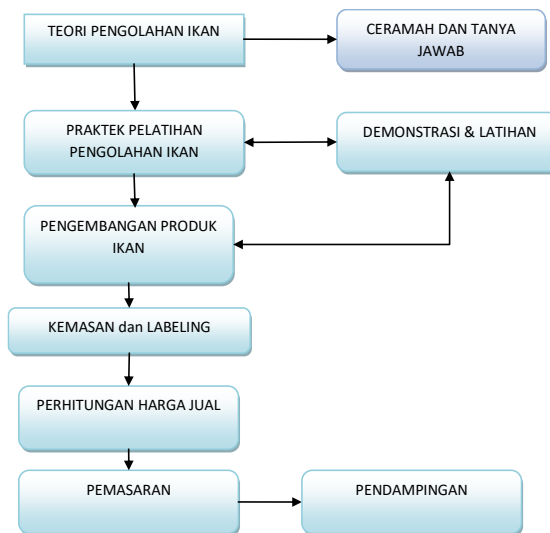 TEORI PENGOLAHAN IKAN
CERAMAH DAN TANYA
JAWAB
PRAKTEK PELATIHAN
PENGOLAHAN IKAN
DEMONSTRASI & LATIHAN
PENGEMBANGAN PRODUK
IKAN
KEMASAN dan LABELING
PERHITUNGAN HARGA JUAL
PEMASARAN
PENDAMPINGAN